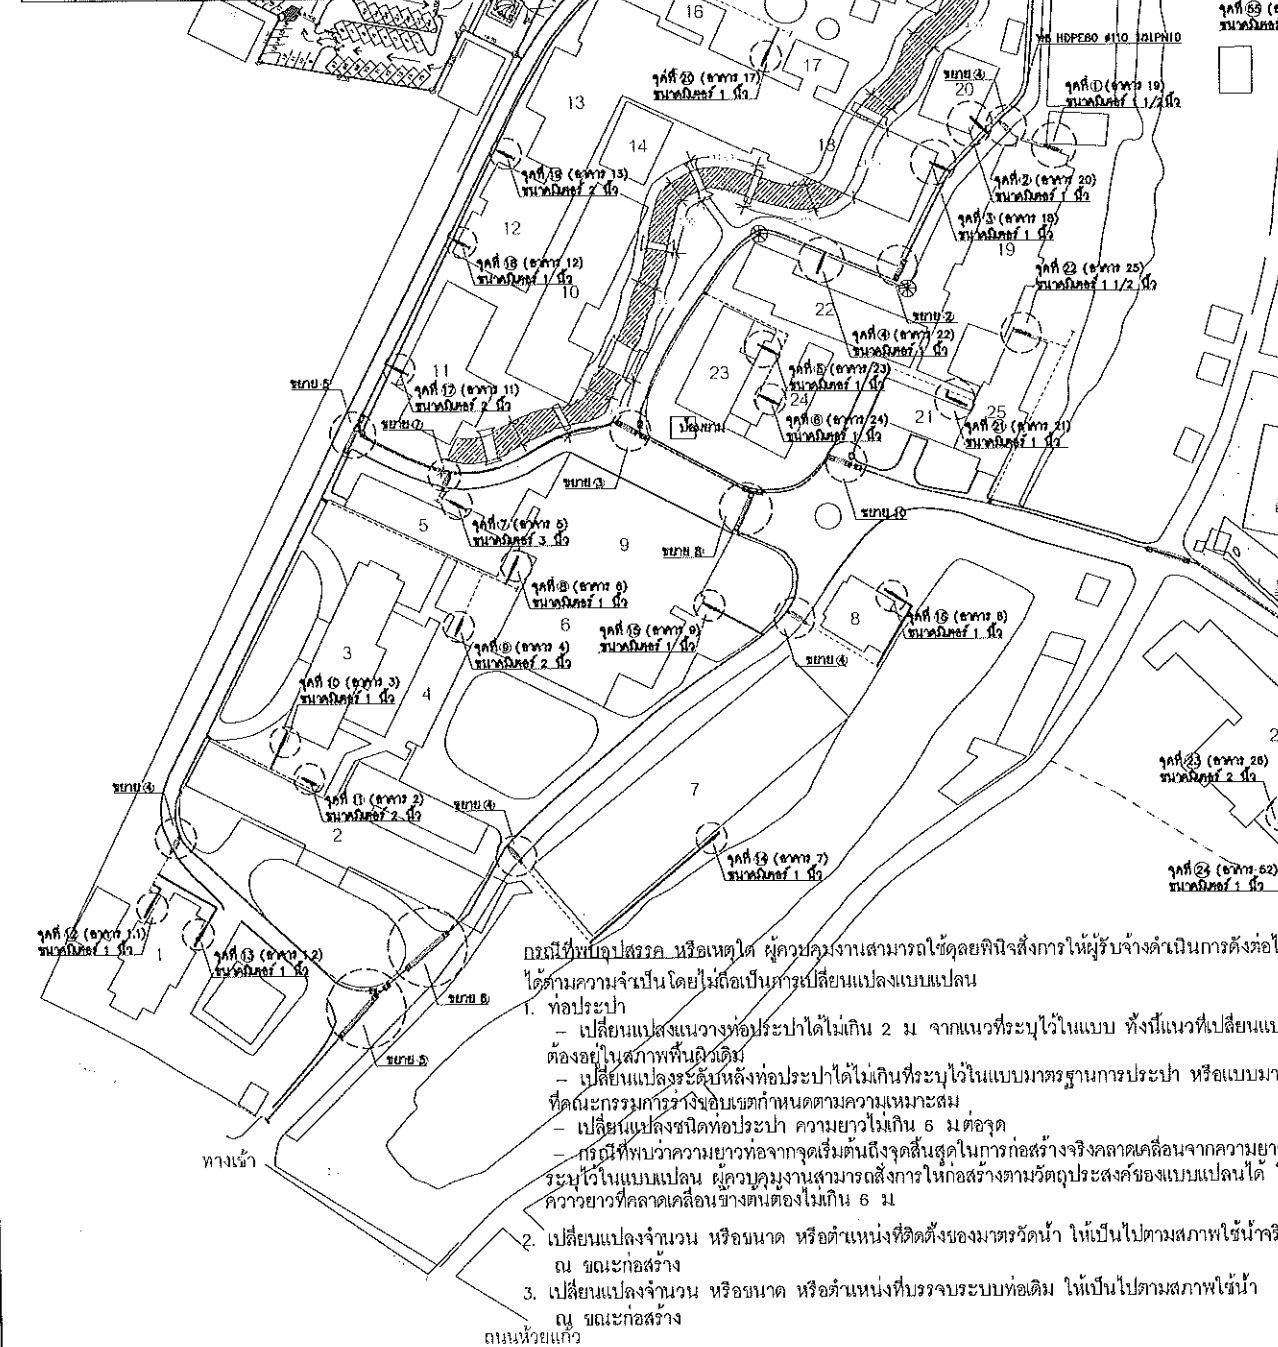 จุดที่ 55 (อ
ขนาดมิเตอร์
ท่อ HDPE80 #110
16
17
จุดที่ 20 (อาคาร 17)
ขนาดมิเตอร์ 1 นิ้ว
ขยาย 4
20
จุดที่ 1 (อาคาร 19)
ขนาดมิเตอร์ 1 1/2 นิ้ว
13
14
18
จุดที่ 19 (อาคาร 13)
ขนาดมิเตอร์ 2 นิ้ว
จุดที่ 2 (อาคาร 20)
ขนาดมิเตอร์ 1 นิ้ว
จุดที่ 3 (อาคาร 18)
ขนาดมิเตอร์ 1 นิ้ว
19
12
จุดที่ 18 (อาคาร 12)
ขนาดมิเตอร์ 1 นิ้ว
10
จุดที่ 22 (อาคาร 25)
ขนาดมิเตอร์ 1 1/2 นิ้ว
22
ขยาย 2
จุดที่ 4 (อาคาร 22)
ขนาดมิเตอร์ 1 นิ้ว
11
23
จุดที่ 5 (อาคาร 23)
ขนาดมิเตอร์ 1 นิ้ว
24
ขยาย 5
จุดที่ 17 (อาคาร 11)
ขนาดมิเตอร์ 2 นิ้ว
จุดที่ 6 (อาคาร 24)
ขนาดมิเตอร์ 1 นิ้ว
21
25
จุดที่ 21 (อาคาร 21)
ขนาดมิเตอร์ 1 นิ้ว
ขยาย 7
ป้อมยาม
ขยาย 3
ขยาย 10
5
จุดที่ 7 (อาคาร 5)
ขนาดมิเตอร์ 3 นิ้ว
9
ขยาย 8
จุดที่ 8 (อาคาร 6)
ขนาดมิเตอร์ 1 นิ้ว
6
จุดที่ 15 (อาคาร 9)
ขนาดมิเตอร์ 1 นิ้ว
8
จุดที่ 16 (อาคาร 8)
ขนาดมิเตอร์ 1 นิ้ว
3
จุดที่ 9 (อาคาร 4)
ขนาดมิเตอร์ 2 นิ้ว
ขยาย 4
จุดที่ 10 (อาคาร 3)
ขนาดมิเตอร์ 1 นิ้ว
4
2
จุดที่ 23 (อาคาร 26)
ขนาดมิเตอร์ 2 นิ้ว
ขยาย 4
7
จุดที่ 11 (อาคาร 2)
ขนาดมิเตอร์ 2 นิ้ว
ขยาย 4
2
จุดที่ 14 (อาคาร 7)
ขนาดมิเตอร์ 1 นิ้ว
จุดที่ 24 (อาคาร 52)
ขนาดมิเตอร์ 1 นิ้ว
จุดที่ 12 (อาคาร 1.1)
ขนาดมิเตอร์ 1 นิ้ว
1
จุดที่ 13 (อาคาร 1.2)
ขนาดมิเตอร์ 1 นิ้ว
ขยาย 6
ขยาย 5
กรณีที่พบอุปสรรค หรือเหตุใด ผู้ควบคุมงานสามารถใช้ดุลยพินิจสั่งการให้ผู้รับจ้างดำเนินการดังต่อไ
ได้ตามความจำเป็นโดยไม่ถือเป็นการเปลี่ยนแปลงแบบแปลน
1. ท่อประปา
– เปลี่ยนแปลงแนววางท่อประปาได้ไม่เกิน 2 ม จากแนวที่ระบุไว้ในแบบ ทั้งนี้แนวที่เปลี่ยนแป
ต้องอยู่ในสภาพพื้นผิวเดิม
– เปลี่ยนแปลงระดับหลังท่อประปาได้ไม่เกินที่ระบุไว้ในแบบมาตรฐานการประปา หรือแบบมา
ที่คณะกรรมการร่างขอบเขตกำหนดตามความเหมาะสม
– เปลี่ยนแปลงชนิดท่อประปา ความยาวไม่เกิน 6 ม ต่อจุด
– กรณีที่พบว่าความยาวท่อจากจุดเริ่มต้นถึงจุดสิ้นสุดในการก่อสร้างจริงคลาดเคลื่อนจากความยา
ระบุไว้ในแบบแปลน ผู้ควบคุมงานสามารถสั่งการให้ก่อสร้างตามวัตถุประสงค์ของแบบแปลนได้
ความยาวที่คลาดเคลื่อนข้างต้นต้องไม่เกิน 6 ม
2. เปลี่ยนแปลงจำนวน หรือขนาด หรือตำแหน่งที่ติดตั้งของมาตรวัดน้ำ ให้เป็นไปตามสภาพใช้น้ำจริ
ณ ขณะก่อสร้าง
3. เปลี่ยนแปลงจำนวน หรือขนาด หรือตำแหน่งที่บรรจบระบบท่อเดิม ให้เป็นไปตามสภาพใช้น้ำ
ณ ขณะก่อสร้าง
ทางเข้า
ถนนห้วยแก้ว